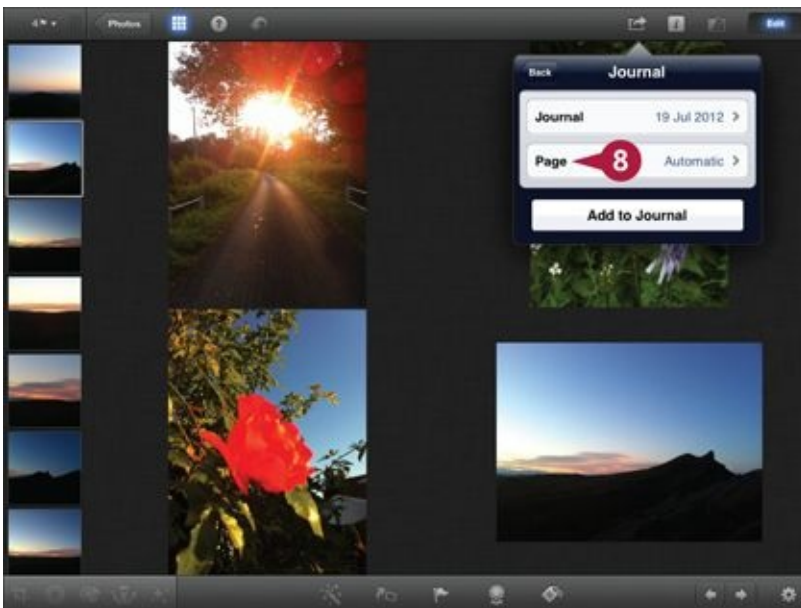 Photos
Edit
Back
Journal
Journal 19 Jul 2012
Page 8 Automatic
Add to Journal